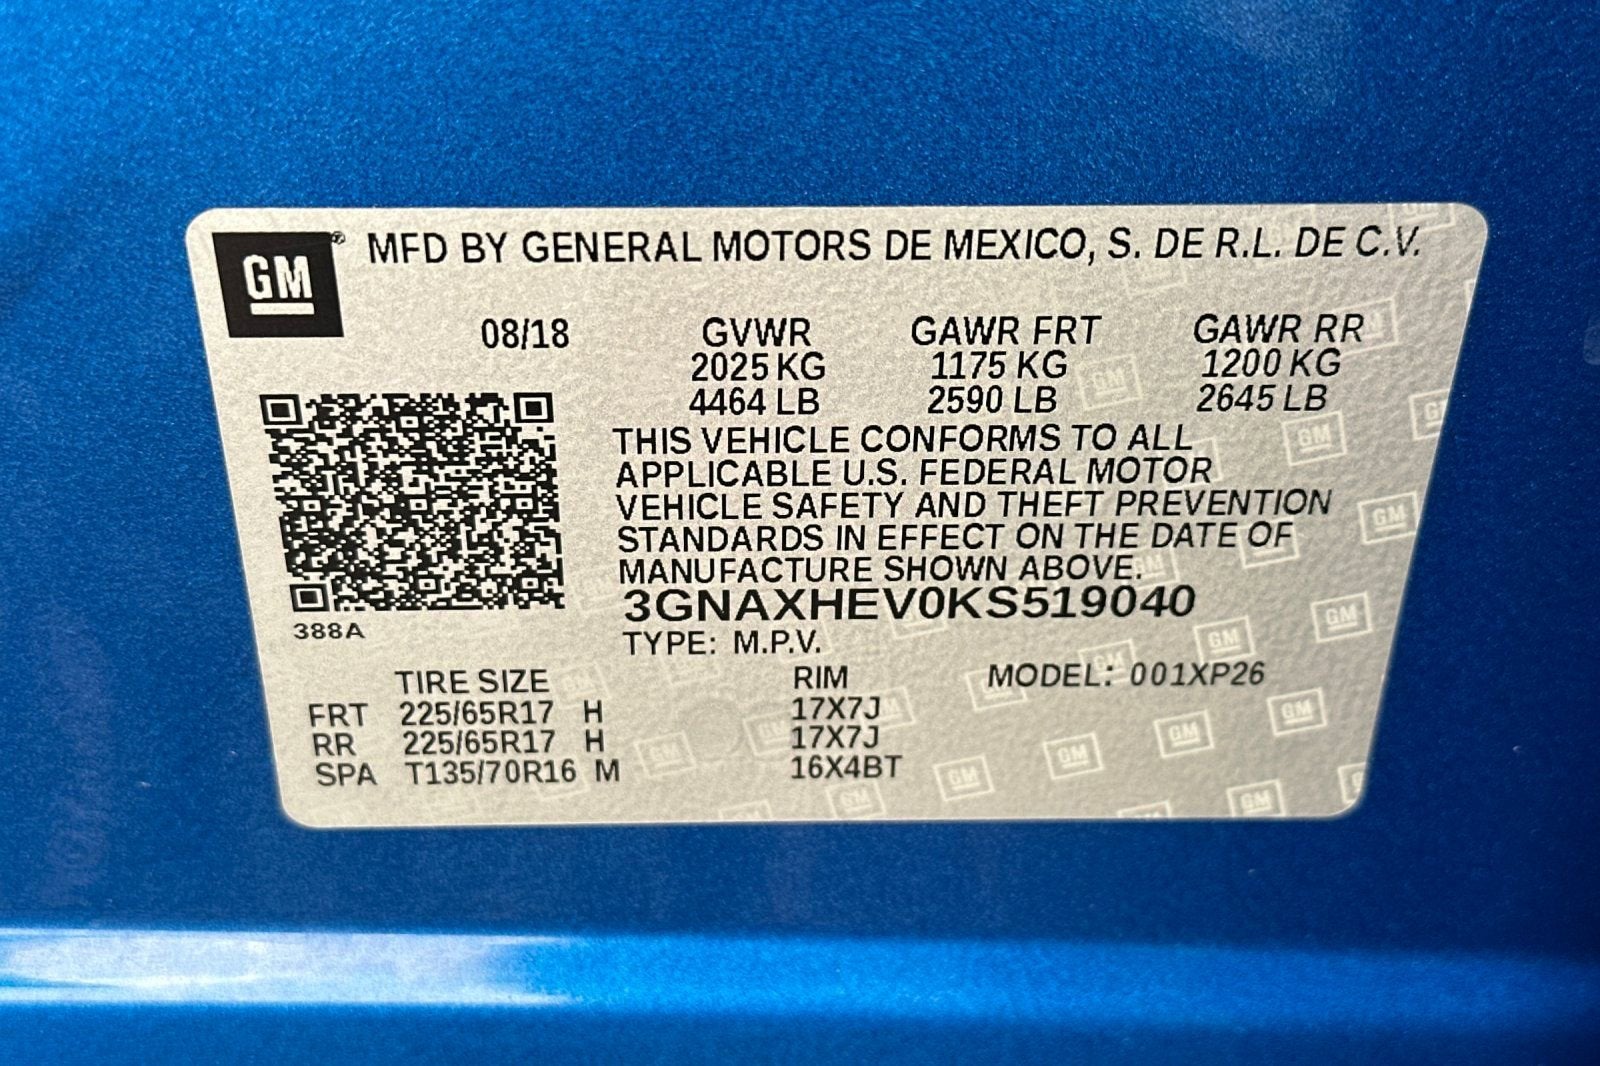 GM® MFD BY GENERAL MOTORS DE MEXICO, S. DE R.L. DE C.V.
08/18 GVWR GAWR FRT GAWR RR
2025 KG 1175 KG 1200 KG
4464 LB 2590 LB 2645 LB
THIS VEHICLE CONFORMS TO ALL
APPLICABLE U.S. FEDERAL MOTOR
VEHICLE SAFETY AND THEFT PREVENTION
STANDARDS IN EFFECT ON THE DATE OF
MANUFACTURE SHOWN ABOVE.
3GNAXHEV0KS519040
388A
TYPE: M.P.V.
TIRE SIZE RIM MODEL: 001XP26
FRT 225/65R17 H 17X7J
RR 225/65R17 H 17X7J
SPA T135/70R16 M 16X4BT